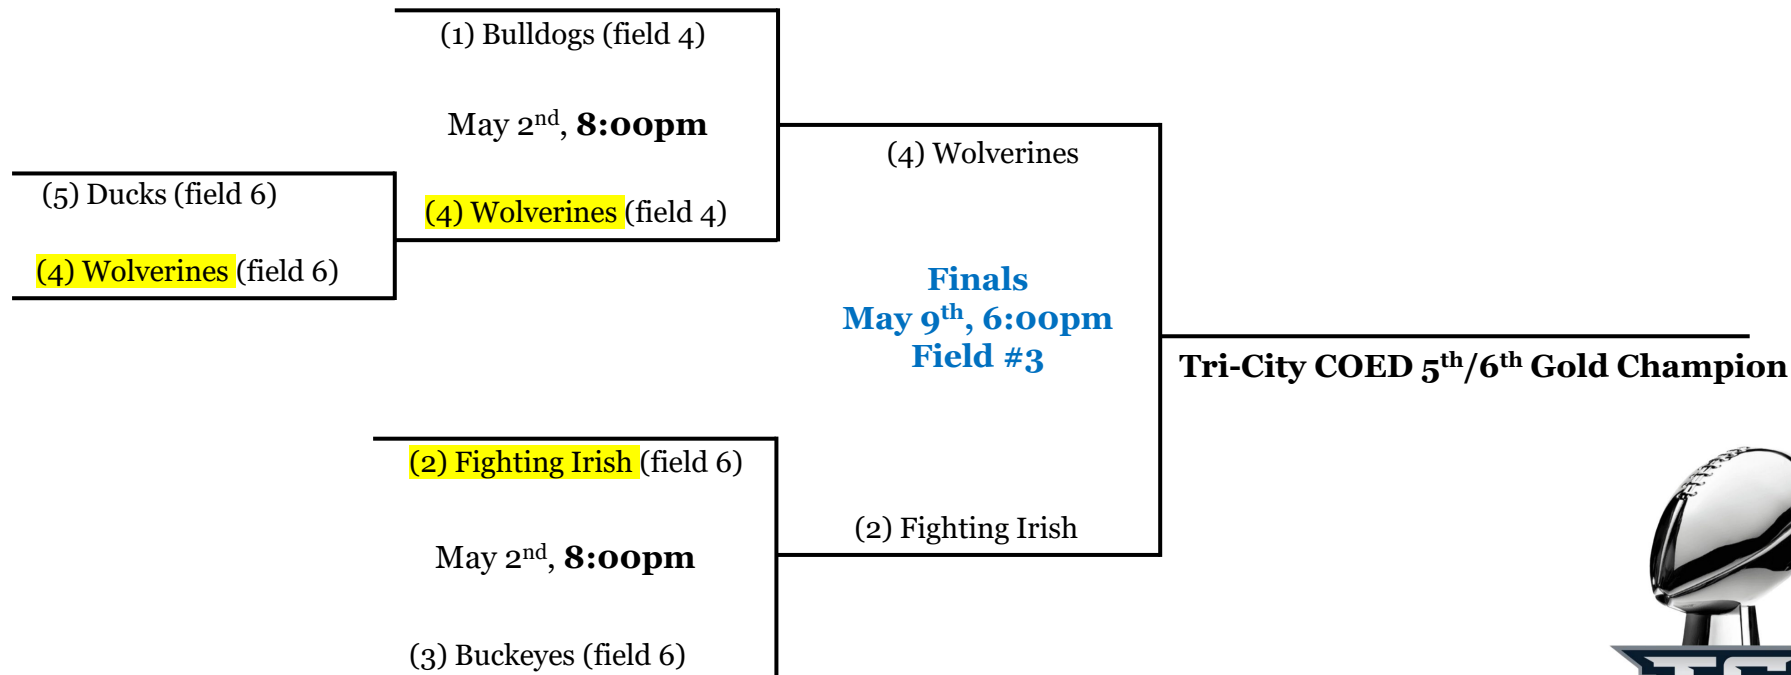 (1) Bulldogs (field 4)
May 2nd, 8:00pm
(4) Wolverines (field 4)
(5) Ducks (field 6)
(4) Wolverines (field 6)
(4) Wolverines
Finals
May 9th, 6:00pm
Field #3
Tri-City COED 5th/6th Gold Champion
(2) Fighting Irish (field 6)
May 2nd, 8:00pm
(3) Buckeyes (field 6)
(2) Fighting Irish